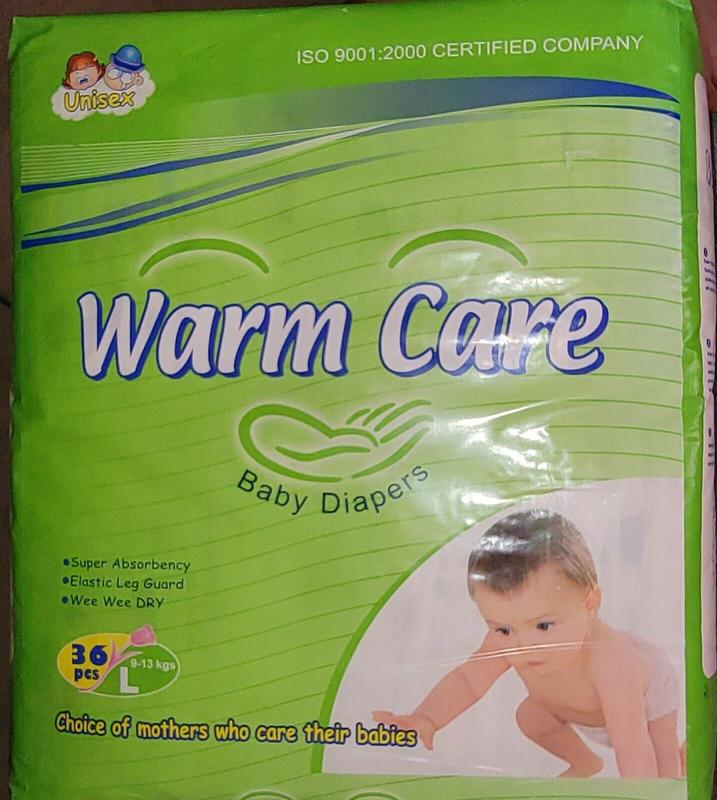 ISO 9001:2000 CERTIFIED COMPANY
Unisex
Warm Care
Baby Diapers
•Super Absorbency
•Elastic Leg Guard
•Wee Wee DRY
36 pcs
L 9-13 kgs
Choice of mothers who care their babies